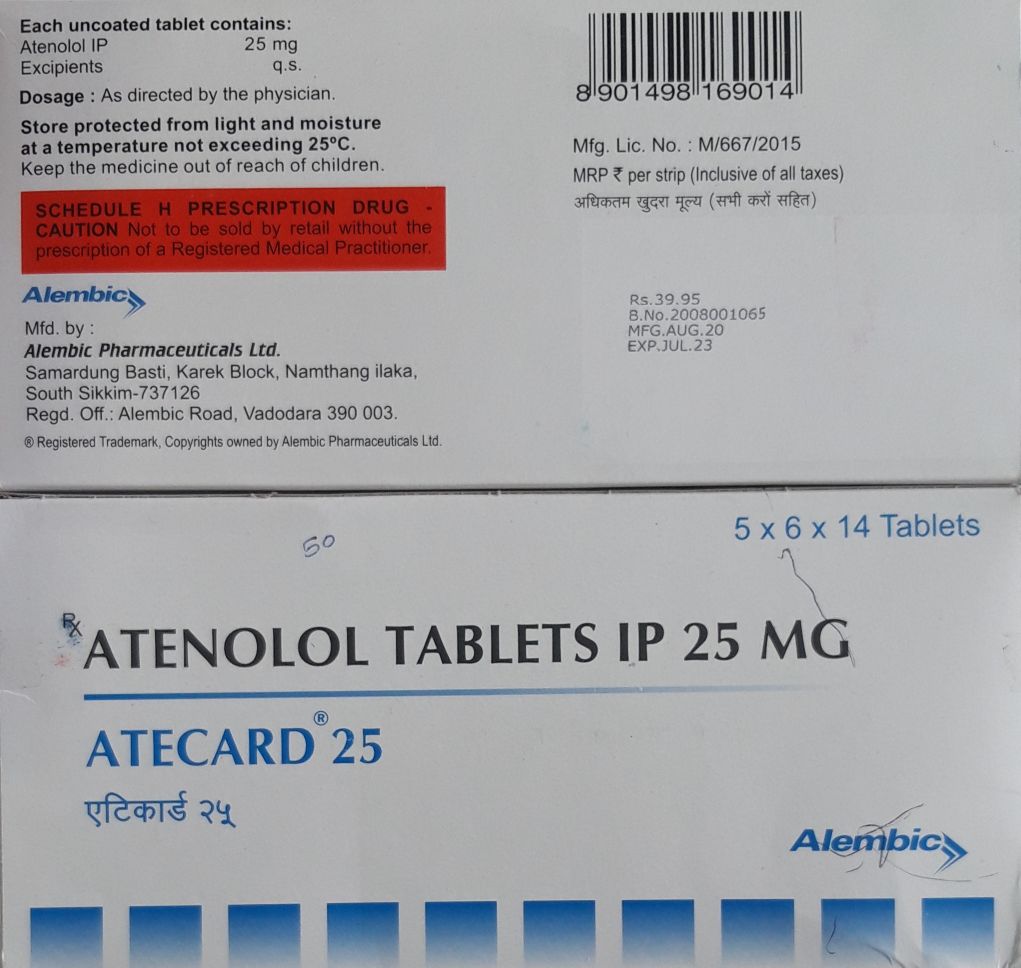 Each uncoated tablet contains:
Atenolol IP 25 mg
Excipients q.s.
Dosage : As directed by the physician.
Store protected from light and moisture
at a temperature not exceeding 25ºC.
Keep the medicine out of reach of children.
SCHEDULE H PRESCRIPTION DRUG -
CAUTION Not to be sold by retail without the
prescription of a Registered Medical Practitioner.
Alembic
Mfd. by :
Alembic Pharmaceuticals Ltd.
Samardung Basti, Karek Block, Namthang ilaka,
South Sikkim-737126
Regd. Off.: Alembic Road, Vadodara 390 003.
® Registered Trademark, Copyrights owned by Alembic Pharmaceuticals Ltd.
8 901498 169014
Mfg. Lic. No. : M/667/2015
MRP ₹ per strip (Inclusive of all taxes)
अधिकतम खुदरा मूल्य (सभी करों सहित)
Rs.39.95
B.No.2008001065
MFG.AUG.20
EXP.JUL.23
5 x 6 x 14 Tablets
50
Rx ATENOLOL TABLETS IP 25 MG
ATECARD® 25
एटिकार्ड २५
Alembic